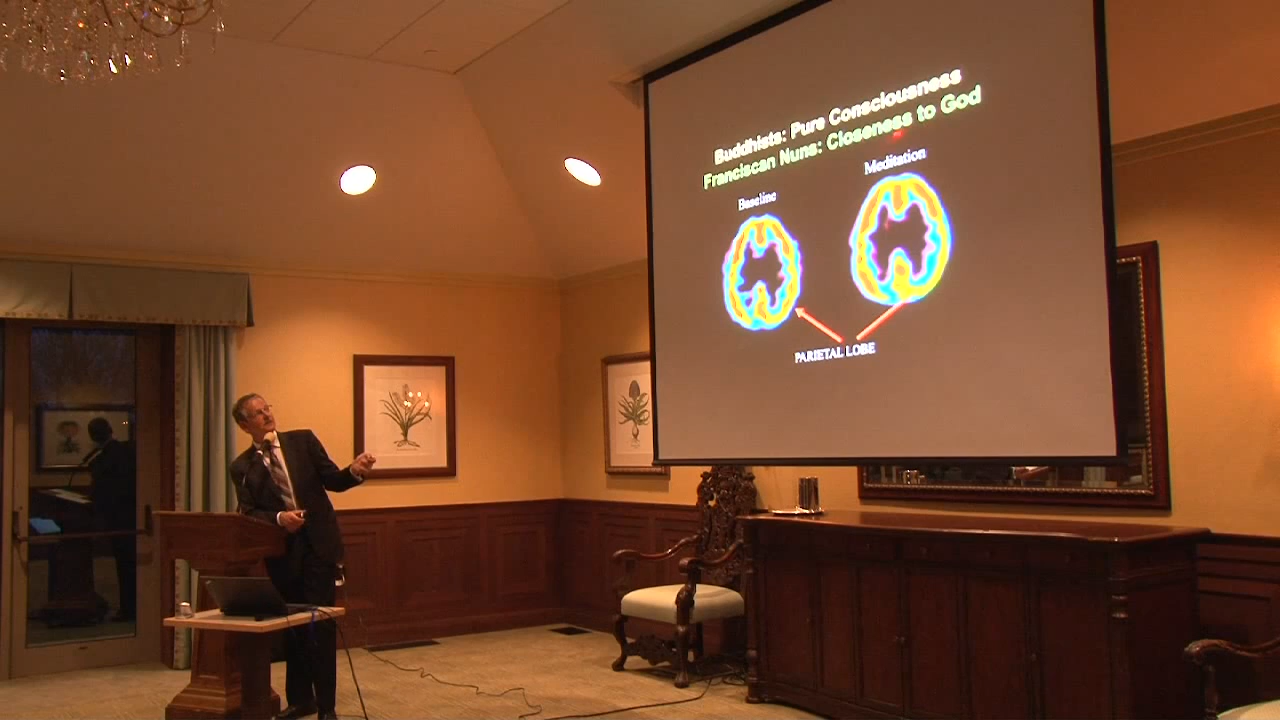 Buddhists: Pure Consciousness
Franciscan Nuns: Closeness to God
Baseline
Meditation
PARIETAL LOBE